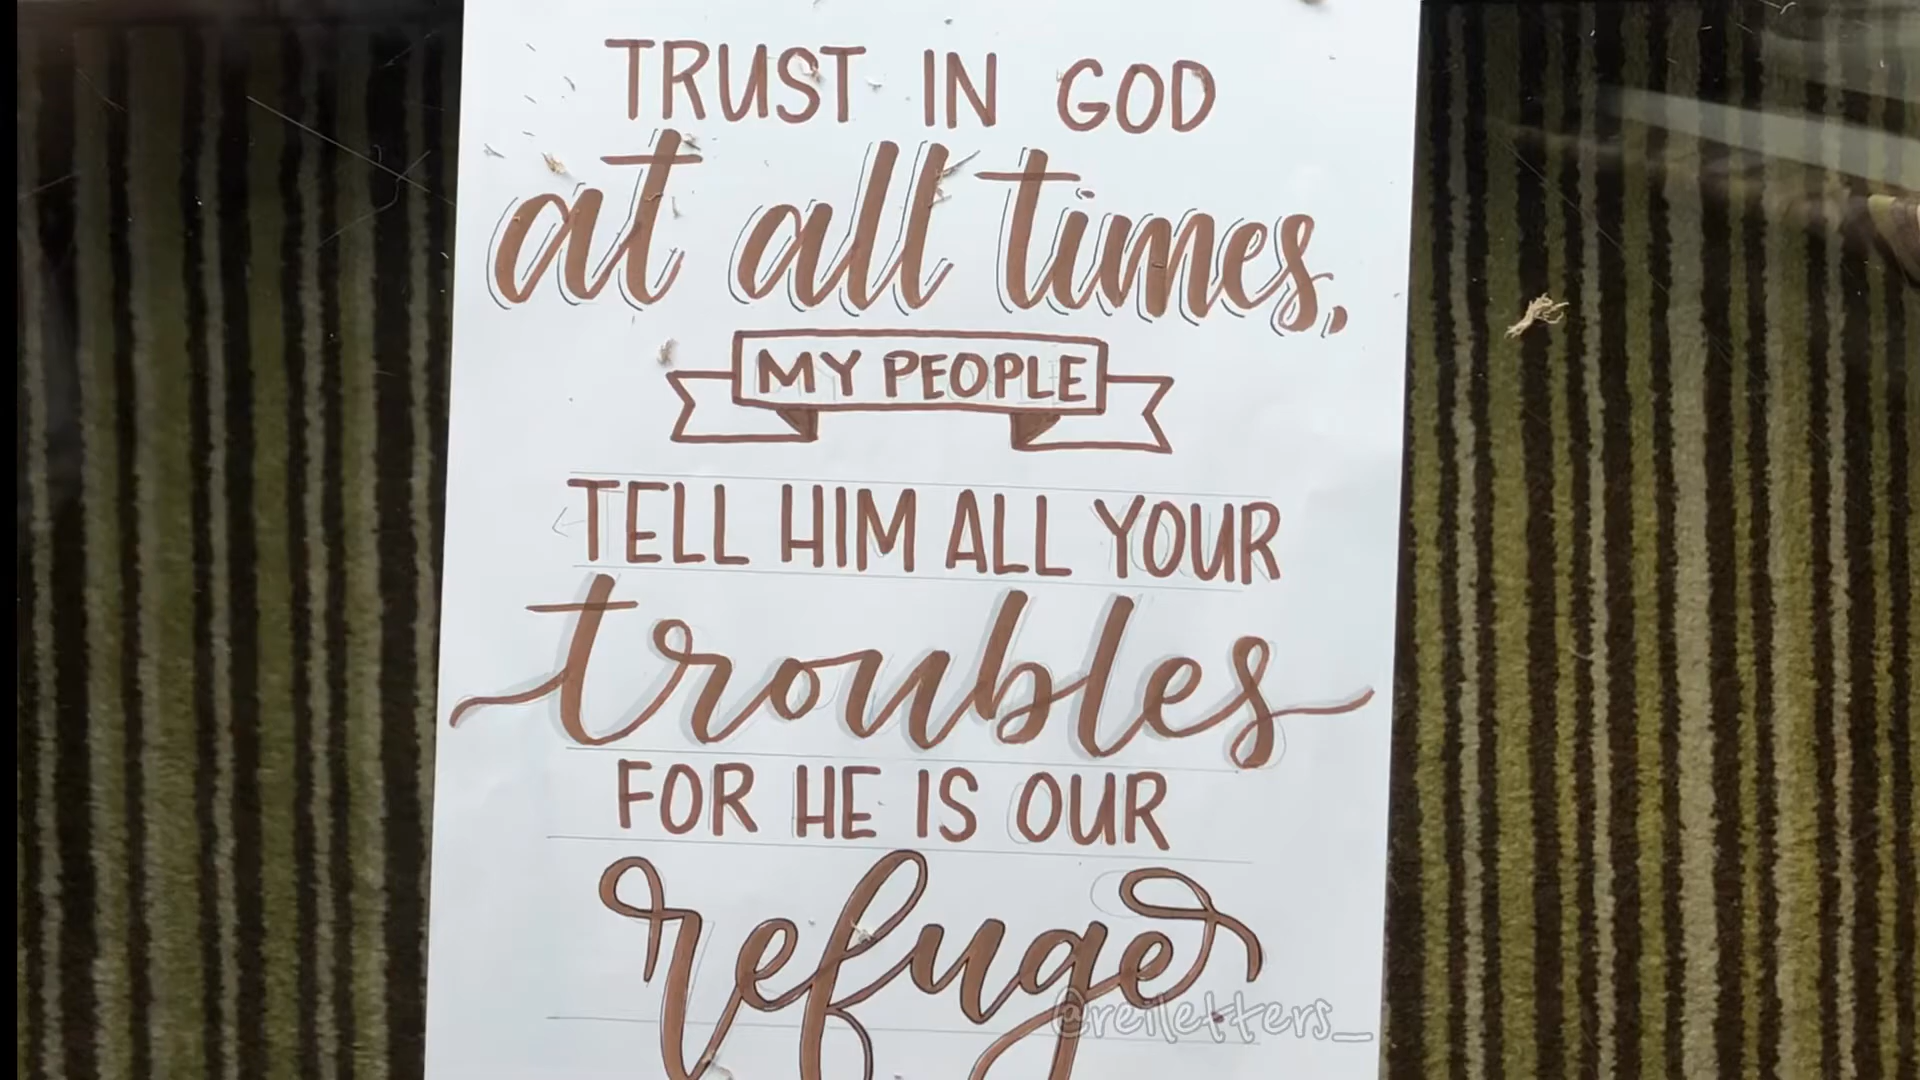 TRUST IN GOD
at all times,
MY PEOPLE
TELL HIM ALL YOUR
troubles
FOR HE IS OUR
refuge
@reiletters_